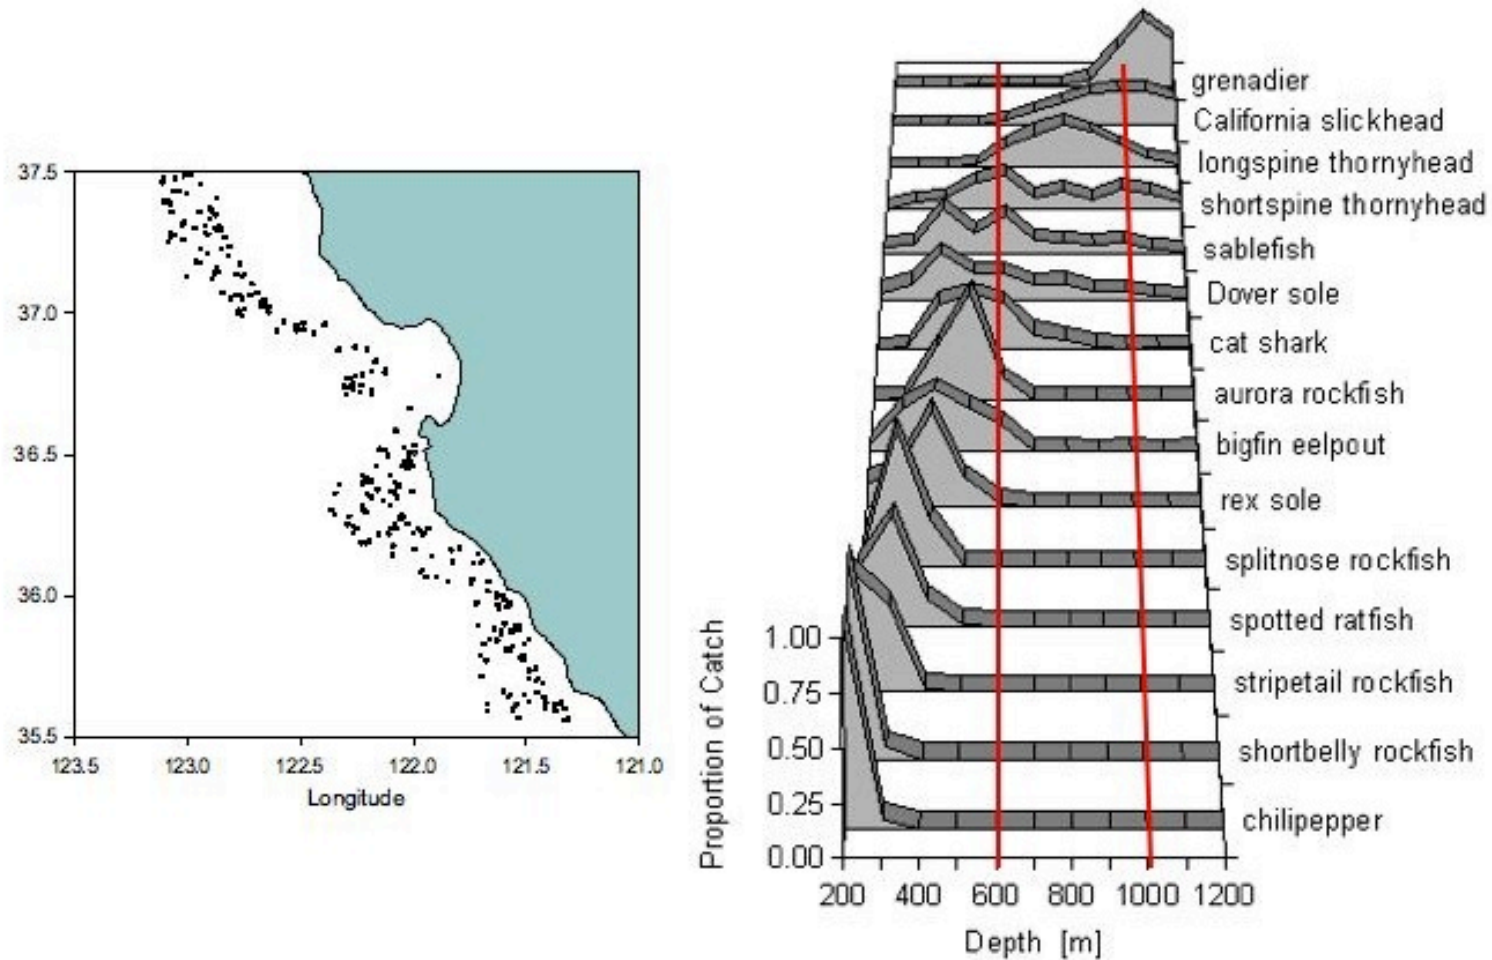 37.5
37.0
36.5
36.0
35.5
123.5 123.0 122.5 122.0 121.5 121.0
Longitude
grenadier
California slickhead
longspine thornyhead
shortspine thornyhead
sablefish
Dover sole
cat shark
aurora rockfish
bigfin eelpout
rex sole
splitnose rockfish
spotted ratfish
stripetail rockfish
shortbelly rockfish
chilipepper
Proportion of Catch
1.00
0.75
0.50
0.25
0.00
200 400 600 800 1000 1200
Depth [m]